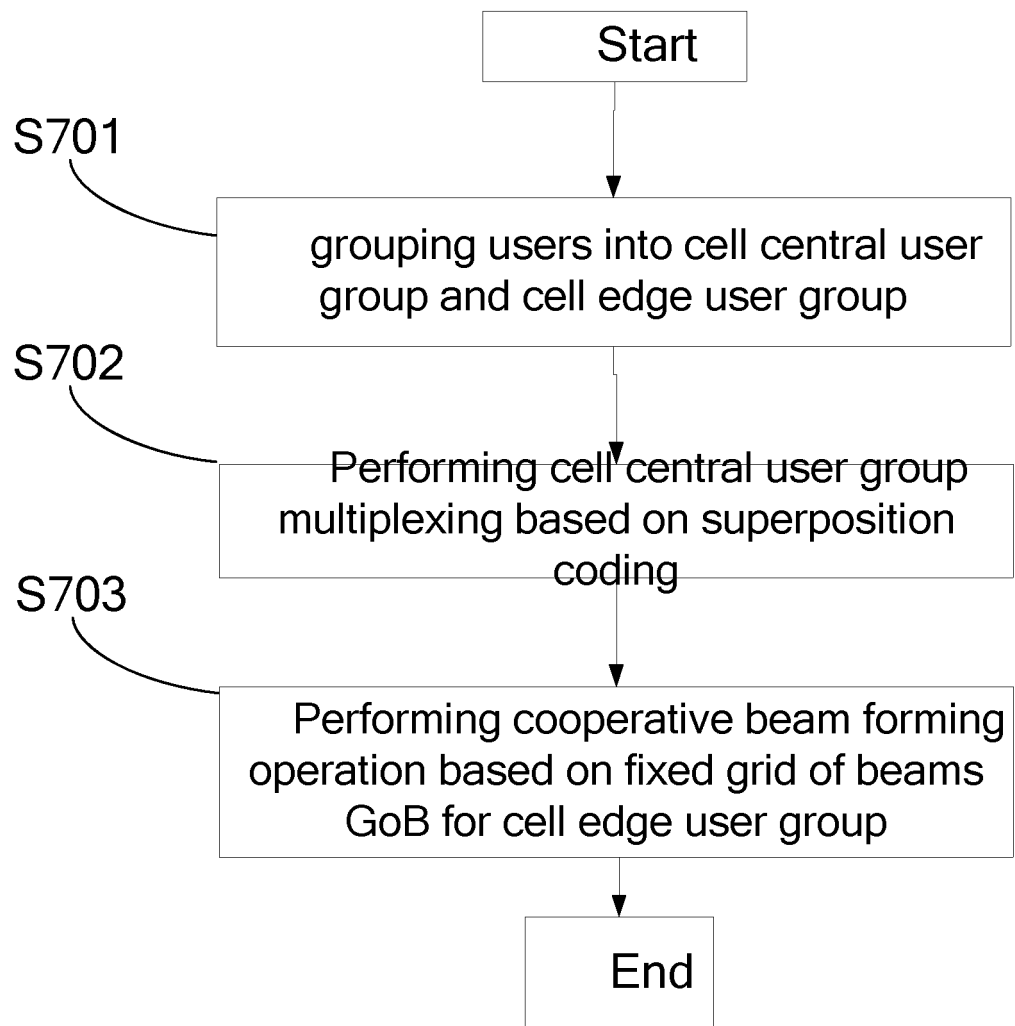 Start
S701
grouping users into cell central user
group and cell edge user group
S702
Performing cell central user group
multiplexing based on superposition
coding
S703
Performing cooperative beam forming
operation based on fixed grid of beams
GoB for cell edge user group
End